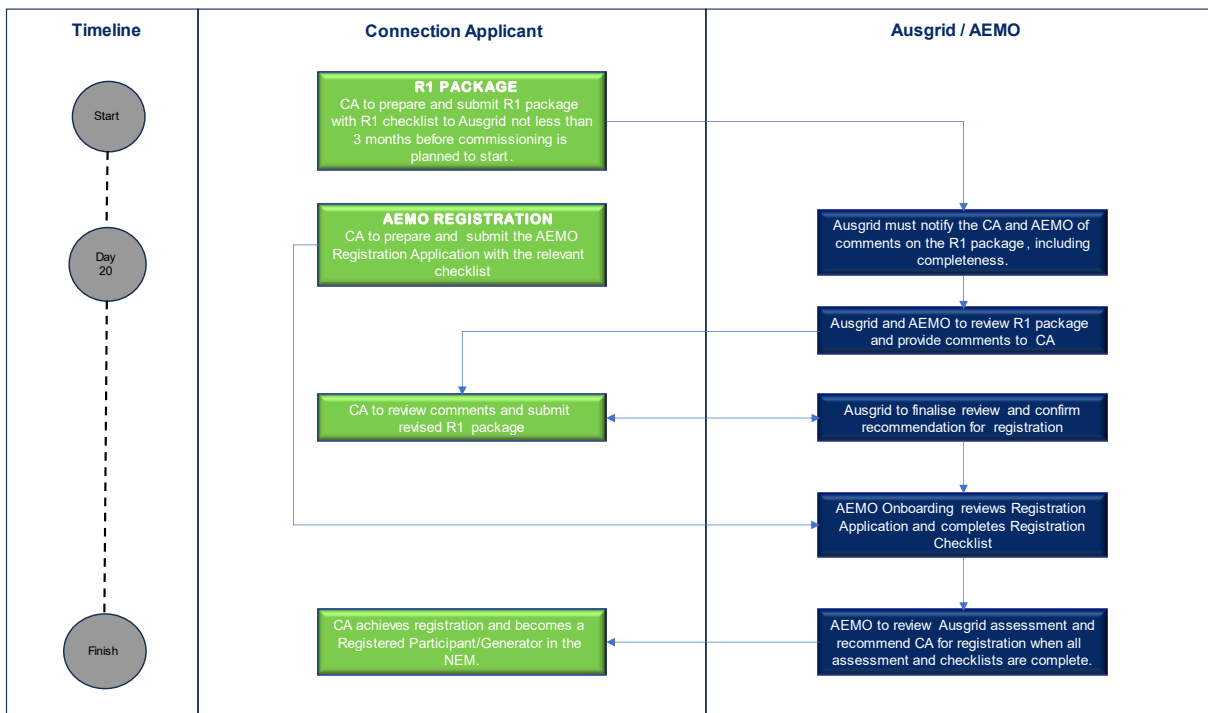 Timeline
Connection Applicant
Ausgrid / AEMO
Start
R1 PACKAGE
CA to prepare and submit R1 package
with R1 checklist to Ausgrid not less than
3 months before commissioning is
planned to start.
Day
20
AEMO REGISTRATION
CA to prepare and submit the AEMO
Registration Application with the relevant
checklist
Ausgrid must notify the CA and AEMO of
comments on the R1 package, including
completeness.
Ausgrid and AEMO to review R1 package
and provide comments to CA
CA to review comments and submit
revised R1 package
Ausgrid to finalise review and confirm
recommendation for registration
AEMO Onboarding reviews Registration
Application and completes Registration
Checklist
Finish
CA achieves registration and becomes a
Registered Participant/Generator in the
NEM.
AEMO to review Ausgrid assessment and
recommend CA for registration when all
assessment and checklists are complete.